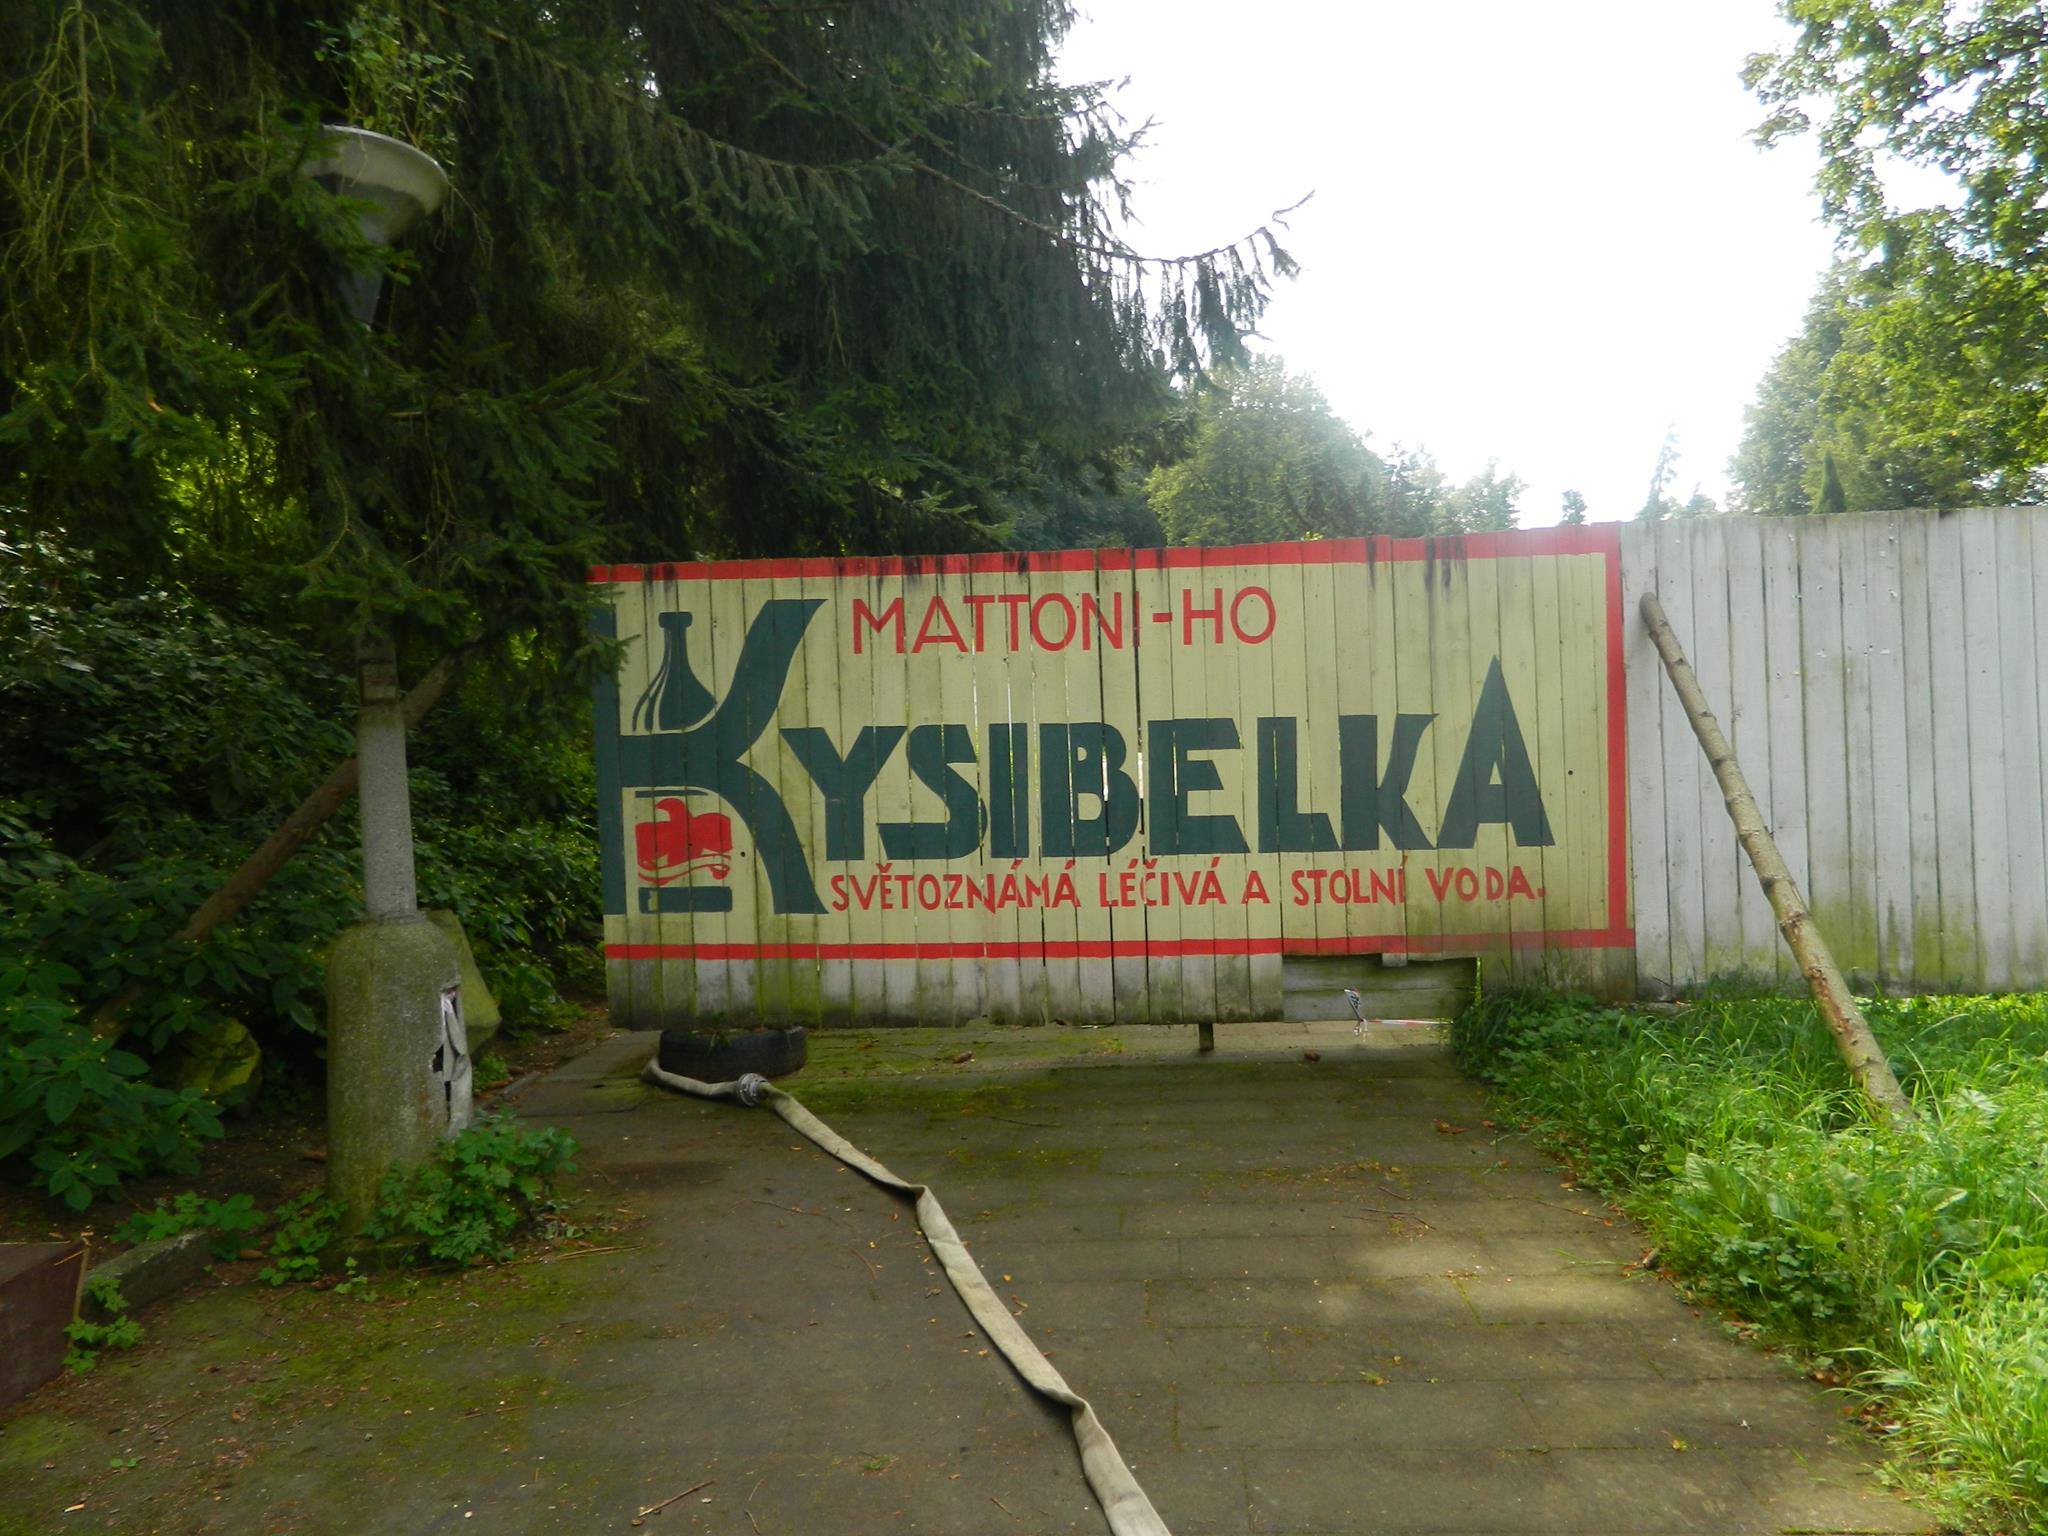 MATTONI-HO
KYSIBELKA
SVĚTOZNÁMÁ LÉČIVÁ A STOLNÍ VODA.